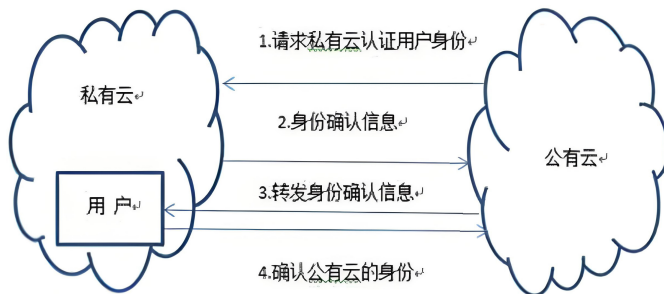 1.请求私有云认证用户身份
私有云
2.身份确认信息
公有云
用 户
3.转发身份确认信息
4.确认公有云的身份